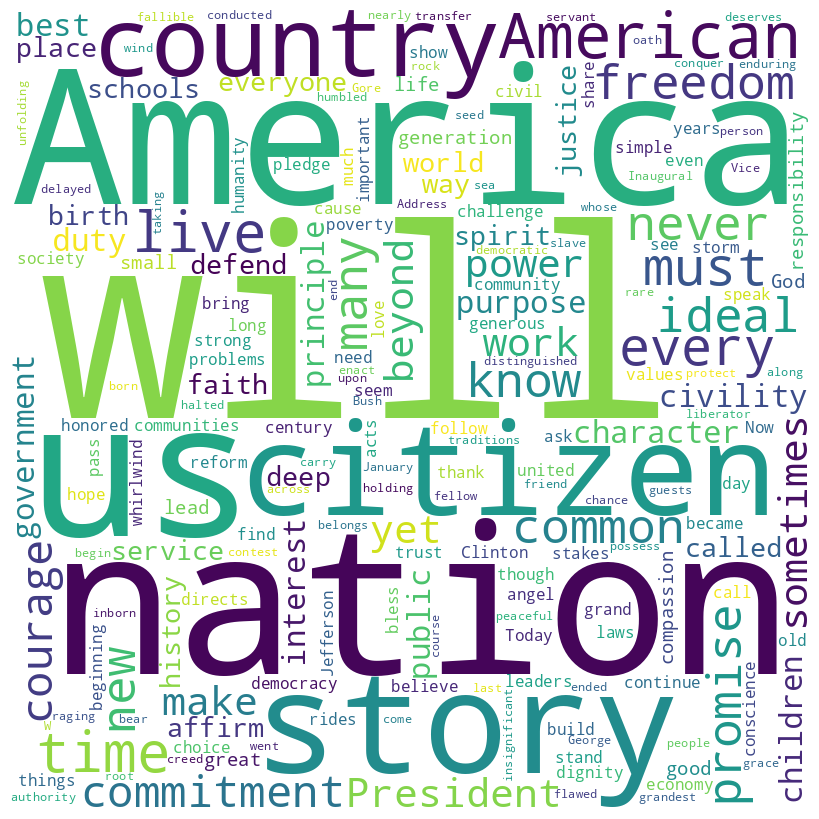 fallible conducted nearly transfer servant deserves
best country American
place wind show oath
rock conquer enduring
schools everyone Gore life civil share freedom
America humbled
unfolding justice
generation seed years person
pledge much important world simple even Vice
humanity way Inaugural responsibility
delayed taking
birth live cause Address sea whose never
duty poverty challenge spirit see storm
society small defend principle many beyond democratic slave
will power community must God
bring love purpose generous speak
long rare ideal
strong end work
problems need distinguished every along
faith seem know values protect
born upon enact
halted Bush civility
honored communities century follow liberator
us citizen traditions ask character Now
government pass whirlwind reform deep acts January thank united friend chance day
hope lead carry fellow guests sometimes
across holding possess
find belongs common became
yet
courage begin service contest trust Clinton stakes called
nation interest though compassion
directs angel call
inborn bless public grand
new history Jefferson peaceful course laws old
beginning Today
democracy believe last leaders continue promise children
make story
raging W affirm rides come ended build George people conscience
bear insignificant
time choice went stand grace
things creed great dignity good
root economy
authority commitment President flawed grandest